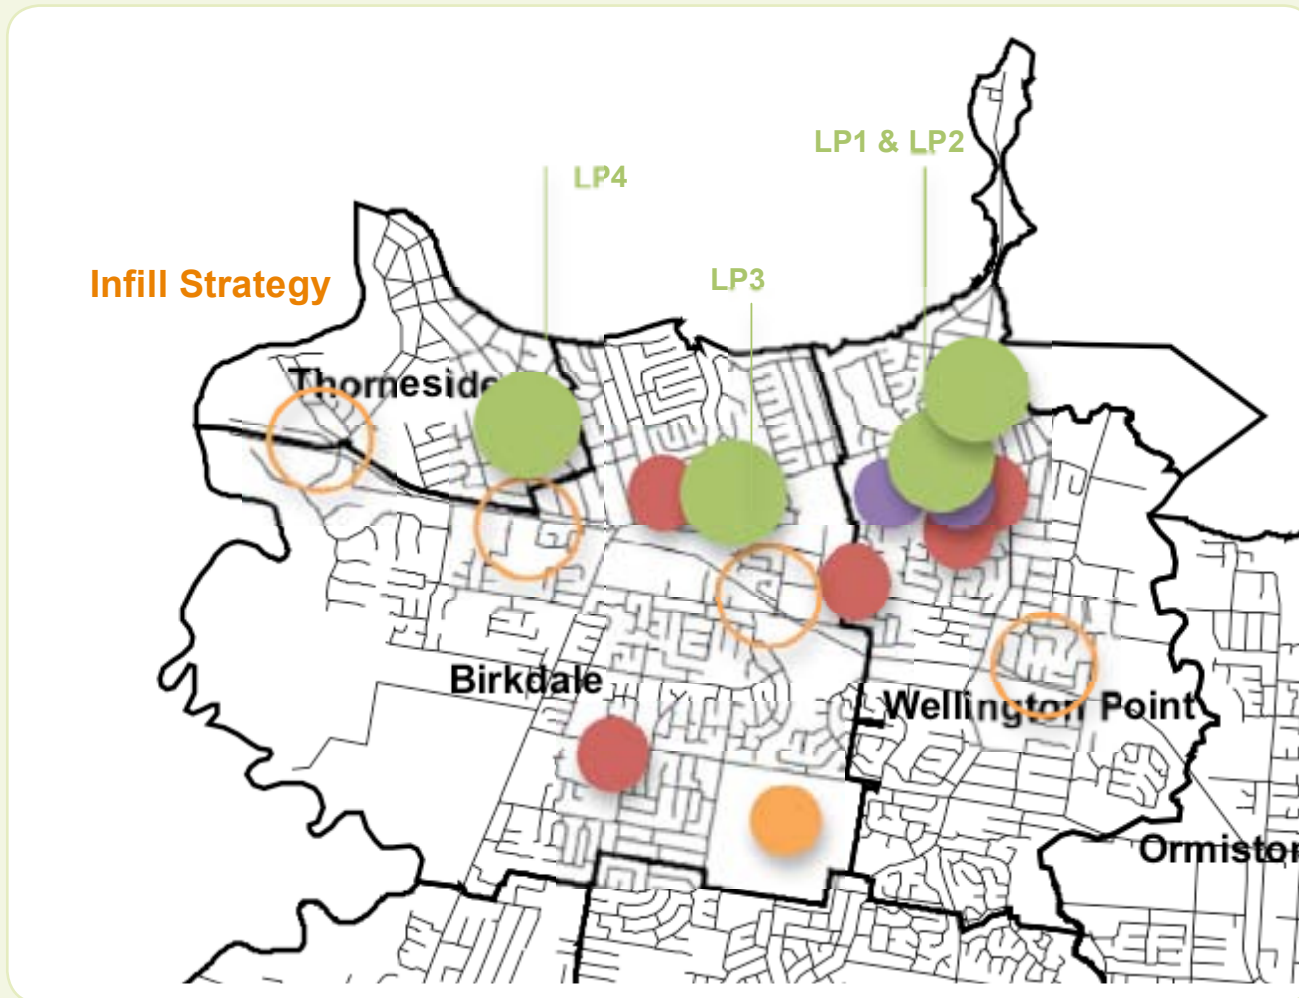 LP1 & LP2
LP4
LP3
Infill Strategy
Thorneside
Birkdale
Wellington Point
Ormiston